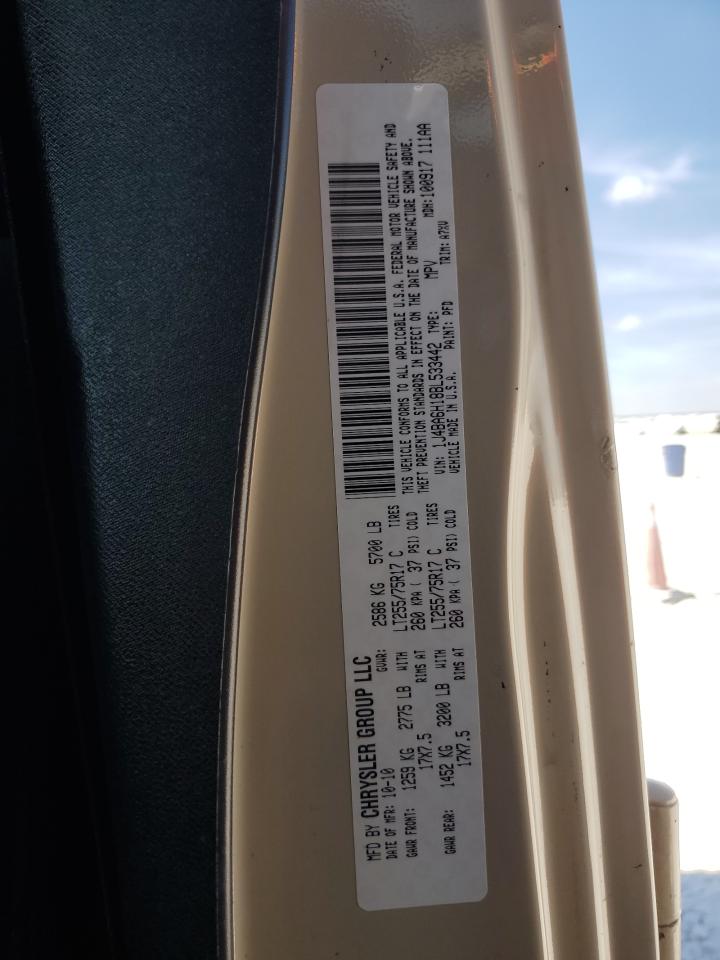 MFD BY CHRYSLER GROUP LLC
DATE OF MFR: 10-10 GVWR: 2586 KG 5700 LB
GAWR FRONT: 1259 KG 2775 LB WITH LT255/75R17 C TIRES
17X7.5 RIMS AT 260 KPA ( 37 PSI) COLD
GAWR REAR: 1452 KG 3200 LB WITH LT255/75R17 C TIRES
17X7.5 RIMS AT 260 KPA ( 37 PSI) COLD
THIS VEHICLE CONFORMS TO ALL APPLICABLE U.S.A. FEDERAL MOTOR VEHICLE SAFETY AND
THEFT PREVENTION STANDARDS IN EFFECT ON THE DATE OF MANUFACTURE SHOWN ABOVE.
VIN: 1J4BA6H18BL533442 TYPE: MPV MDH: 100917 111AA
VEHICLE MADE IN U.S.A. PAINT: PFD TRIM: A7XV